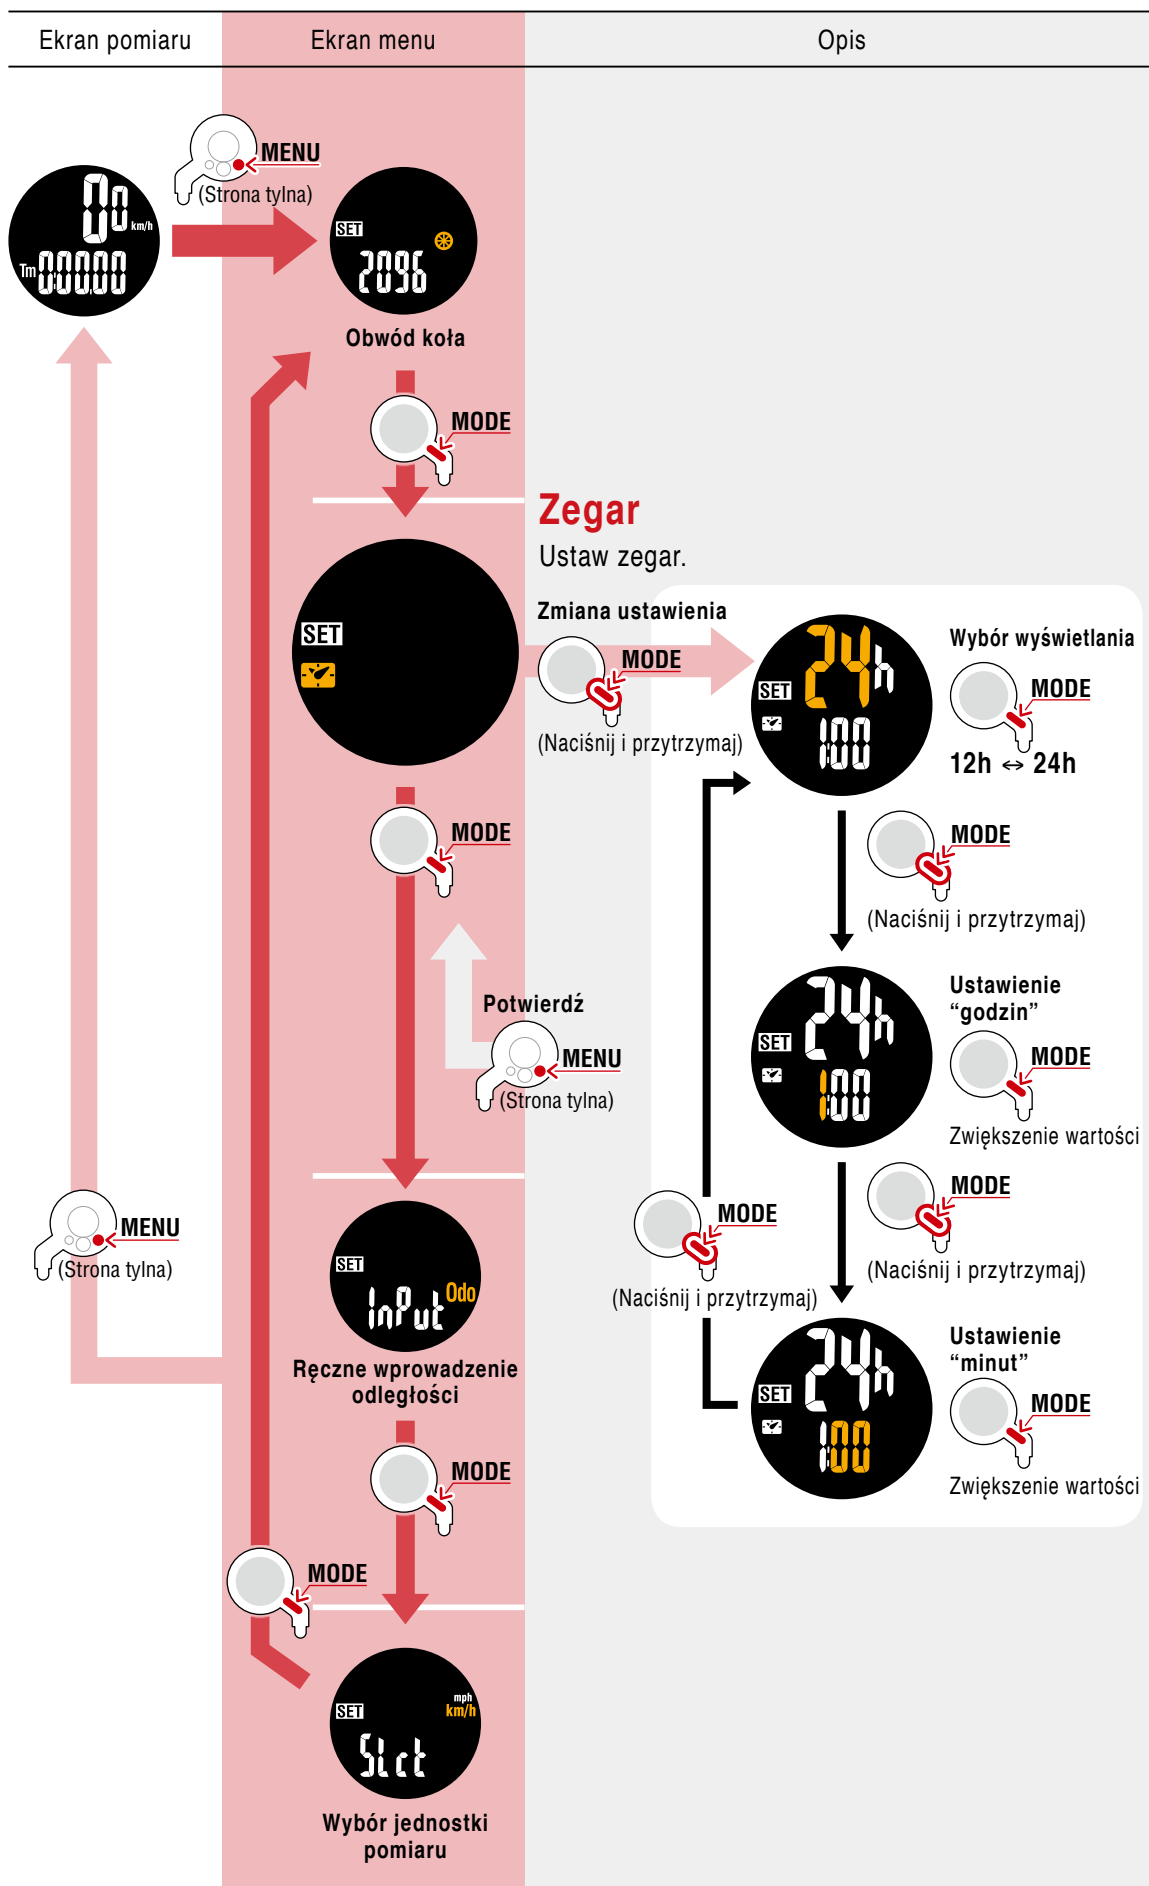 Ekran pomiaru
Ekran menu
Opis
MENU
(Strona tylna)
00 km/h
Tm 0:00.00
SET
2096
Obwód koła
MODE
Zegar
Ustaw zegar.
SET
Zmiana ustawienia
MODE
(Naciśnij i przytrzymaj)
24h
SET
1:00
Wybór wyświetlania
MODE
12h ⇔ 24h
MODE
MODE
(Naciśnij i przytrzymaj)
Potwierdź
MENU
(Strona tylna)
24h
SET
1:00
Ustawienie
“godzin”
MODE
Zwiększenie wartości
MODE
(Naciśnij i przytrzymaj)
MODE
(Naciśnij i przytrzymaj)
MENU
(Strona tylna)
SET
inPut Odo
Ręczne wprowadzenie
odległości
24h
SET
1:00
Ustawienie
“minut”
MODE
Zwiększenie wartości
MODE
MODE
mph
SET km/h
Slct
Wybór jednostki
pomiaru